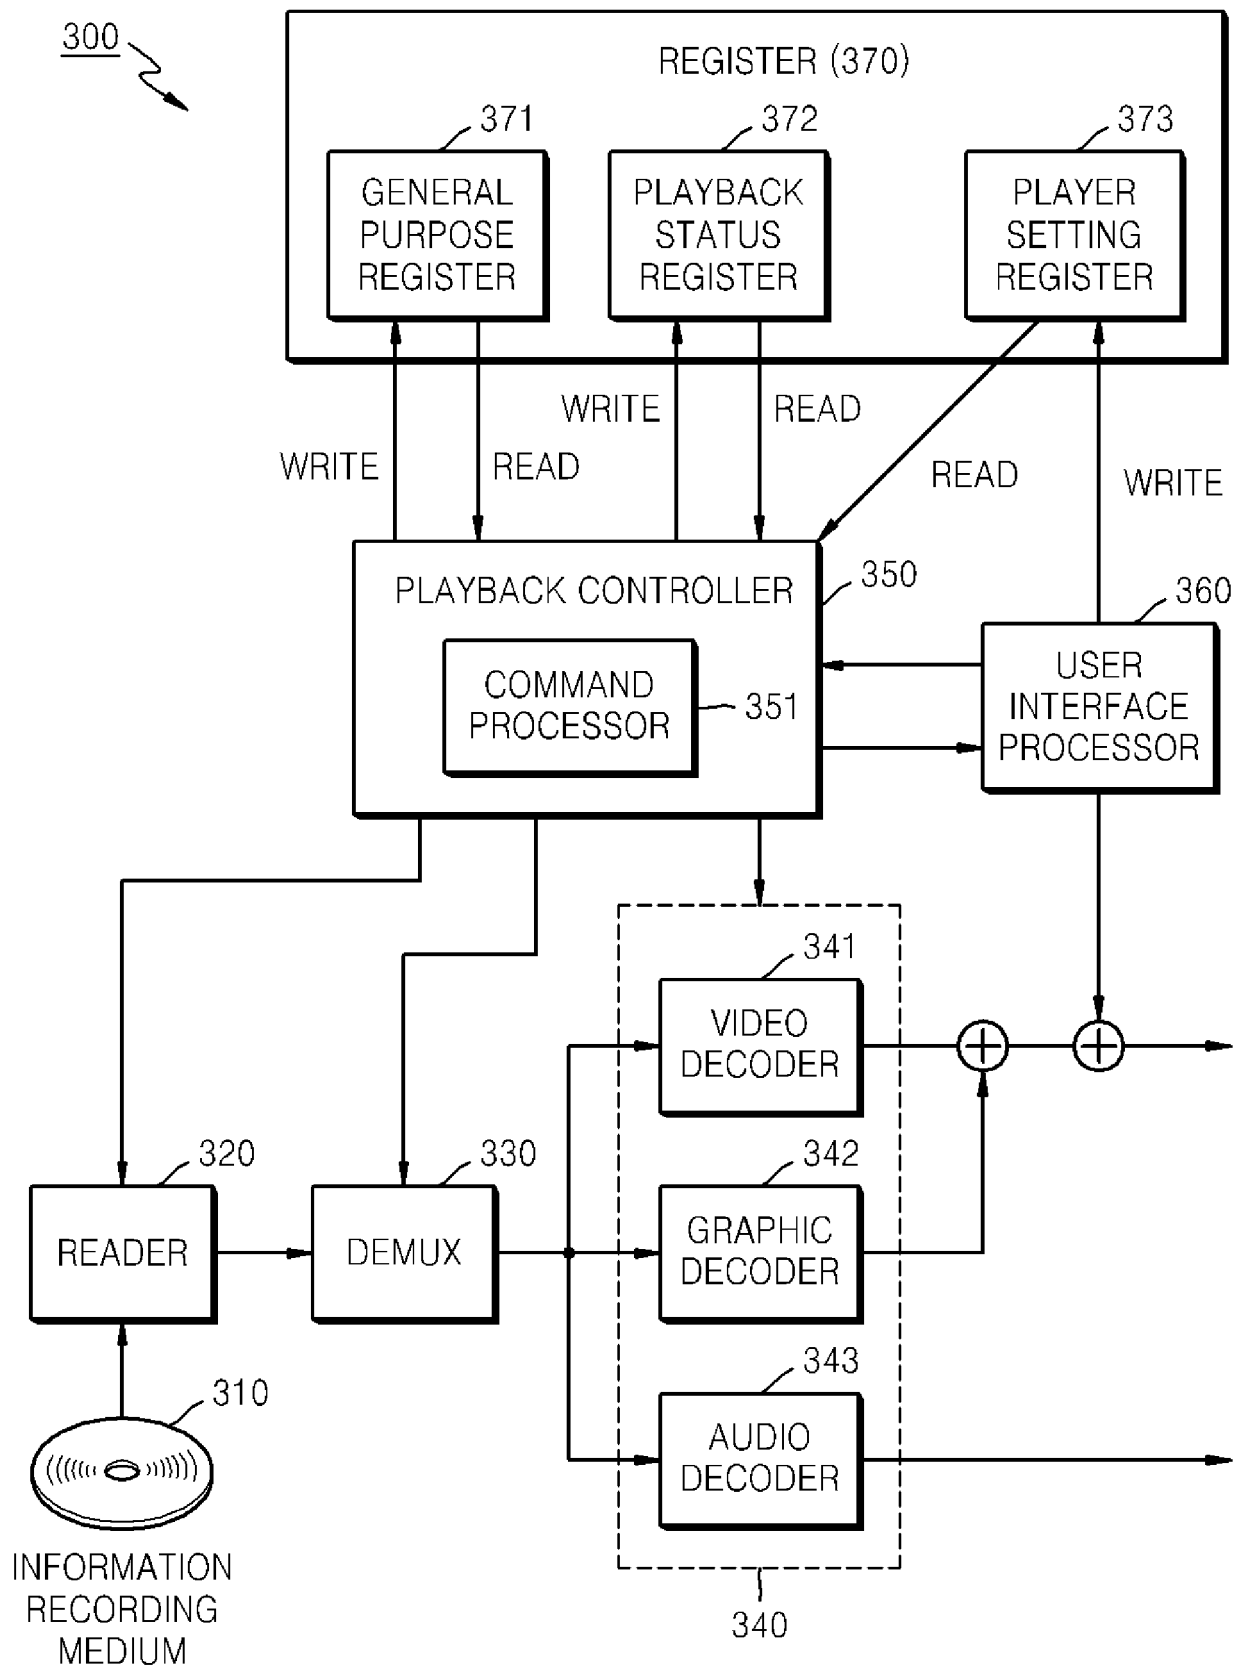 300
REGISTER (370)
371
372
373
GENERAL
PURPOSE
REGISTER
PLAYBACK
STATUS
REGISTER
PLAYER
SETTING
REGISTER
WRITE
READ
WRITE
READ
READ
WRITE
PLAYBACK CONTROLLER
350
COMMAND
PROCESSOR
351
360
USER
INTERFACE
PROCESSOR
341
VIDEO
DECODER
320
READER
330
DEMUX
342
GRAPHIC
DECODER
343
AUDIO
DECODER
340
310
INFORMATION
RECORDING
MEDIUM